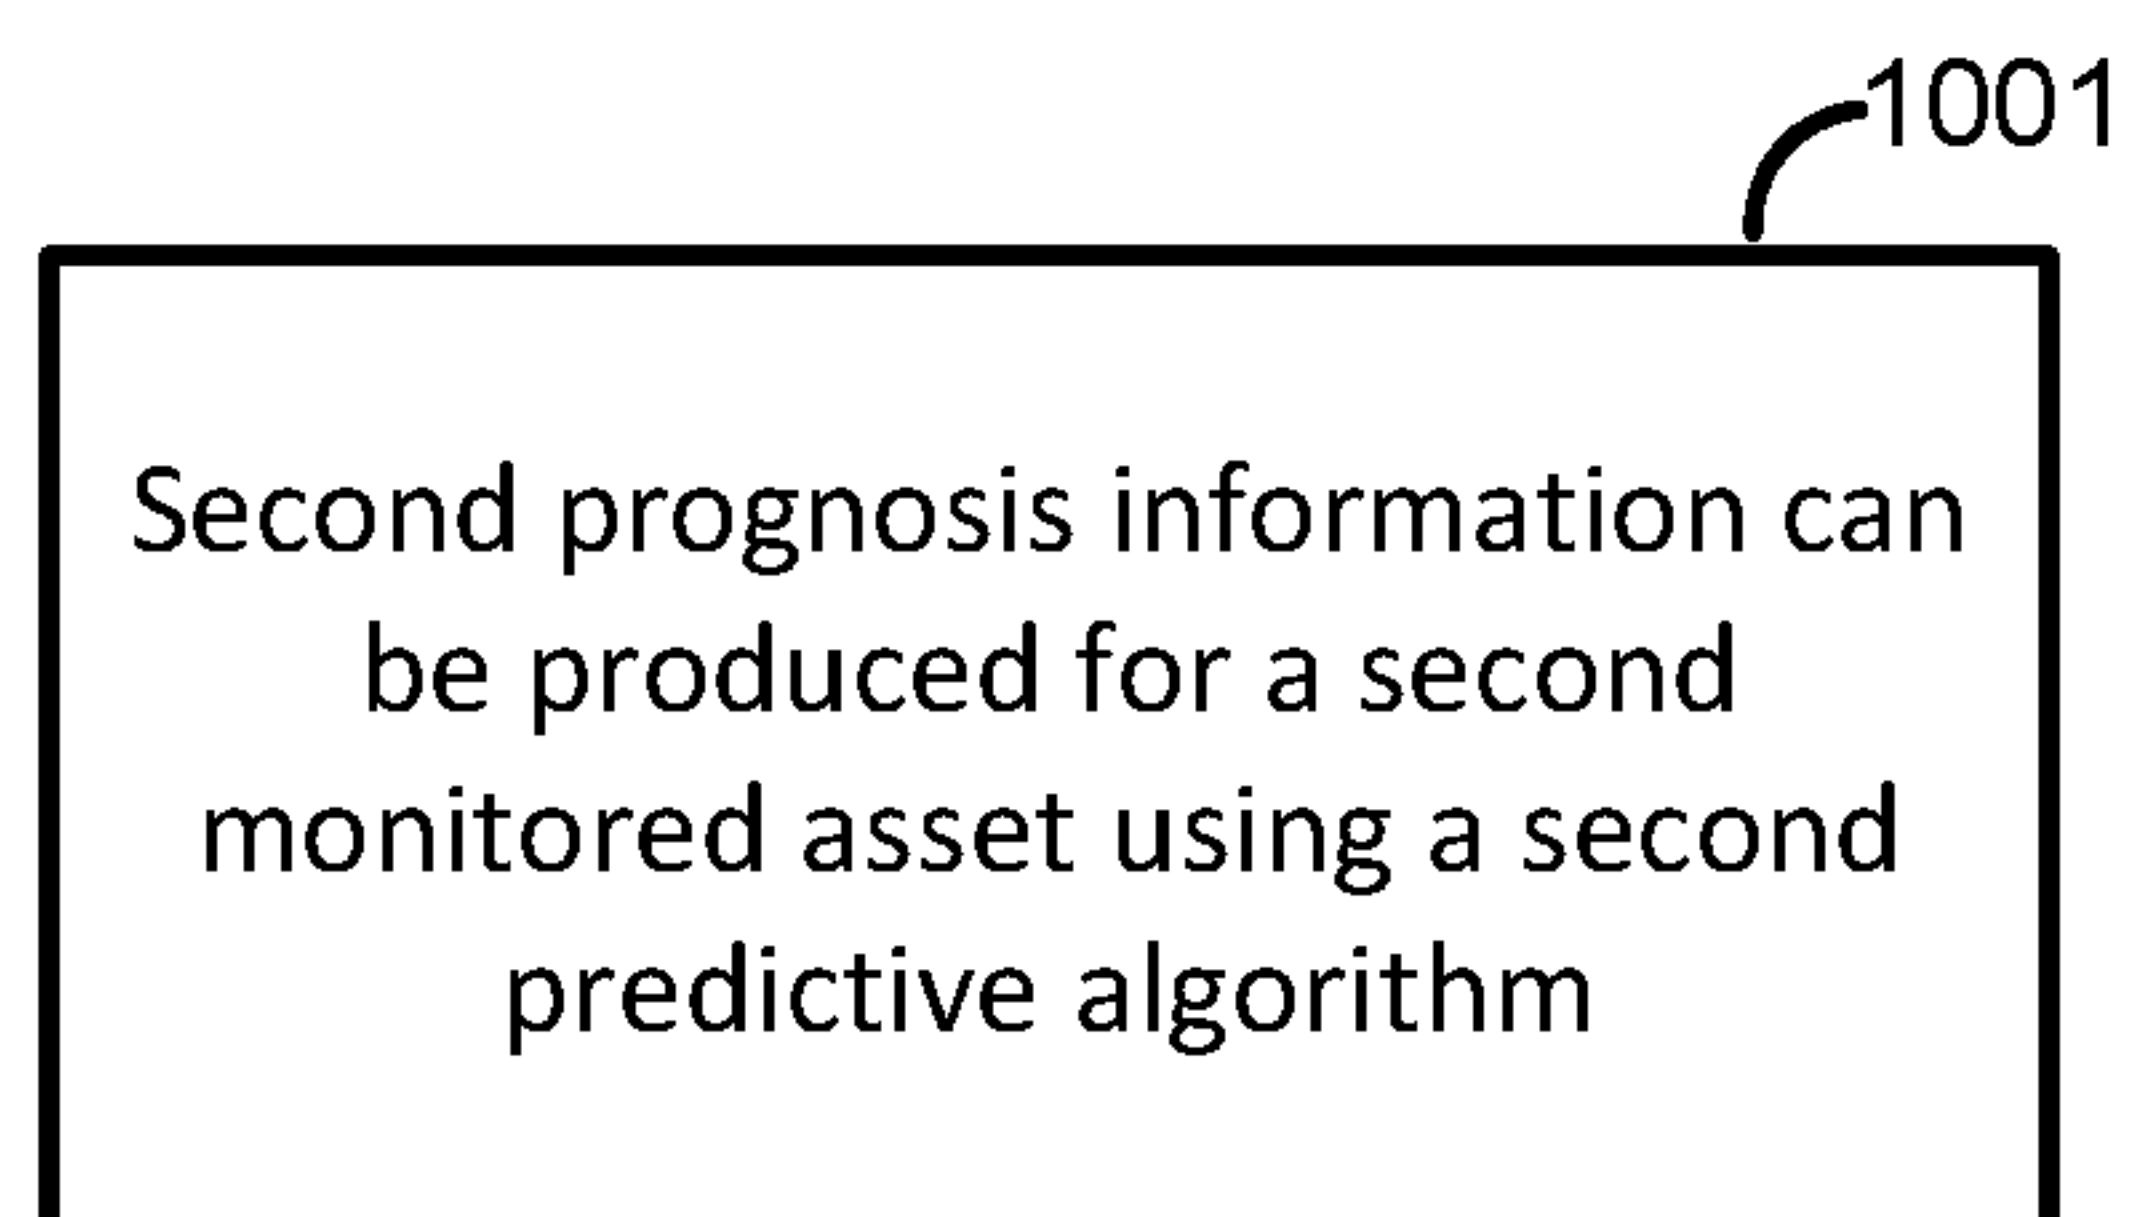 1001
Second prognosis information can
be produced for a second
monitored asset using a second
predictive algorithm